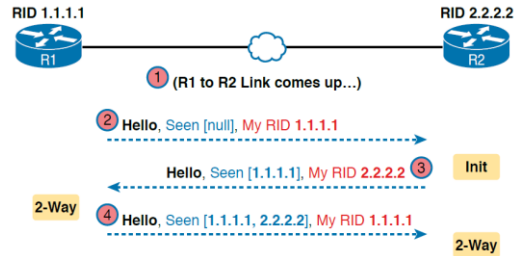 RID 1.1.1.1
RID 2.2.2.2
R1
R2
1 (R1 to R2 Link comes up...)
2 Hello, Seen [null], My RID 1.1.1.1
Hello, Seen [1.1.1.1], My RID 2.2.2.2 3
Init
2-Way
4 Hello, Seen [1.1.1.1, 2.2.2.2], My RID 1.1.1.1
2-Way